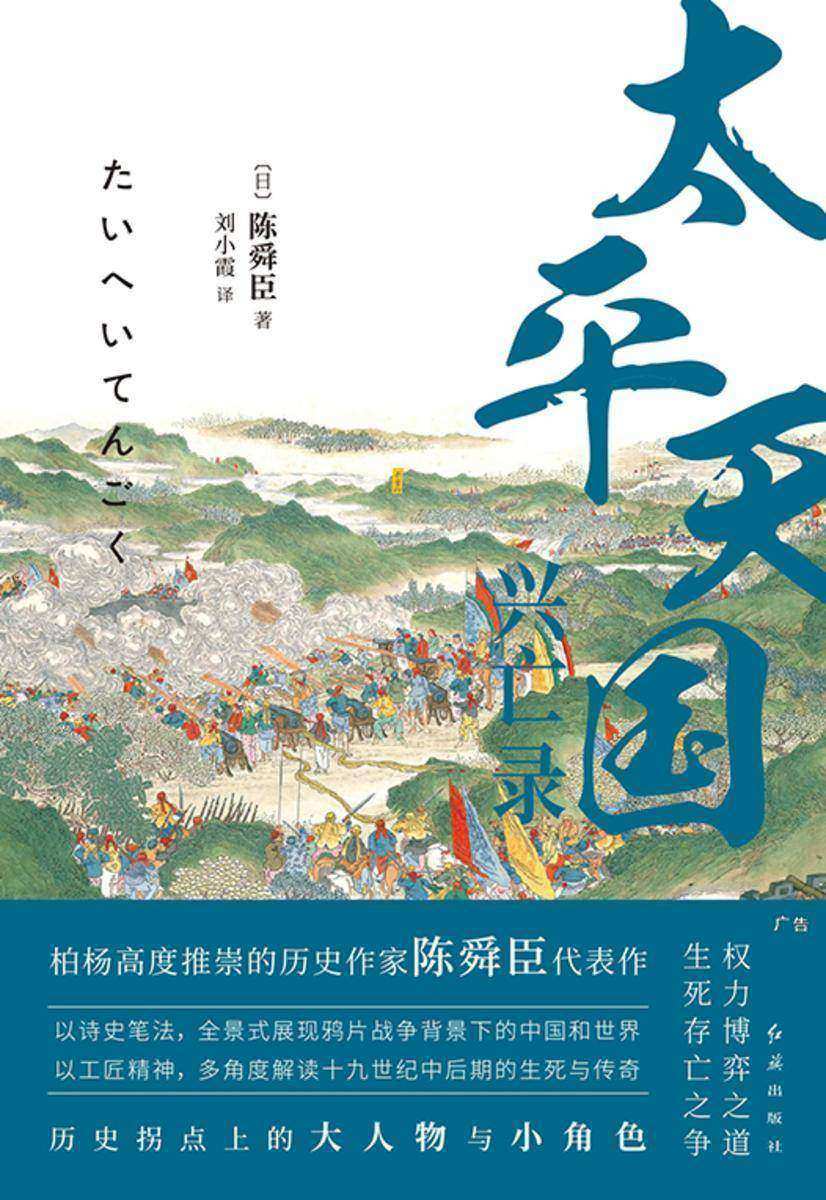 太平天国
兴亡录
〔日〕陈舜臣 著
刘小霞 译
たいへいてんごく
广告
柏杨高度推崇的历史作家陈舜臣代表作
以诗史笔法，全景式展现鸦片战争背景下的中国和世界
以工匠精神，多角度解读十九世纪中后期的生死与传奇
历史拐点上的大人物与小角色
权力博弈之道
生死存亡之争
红旗出版社